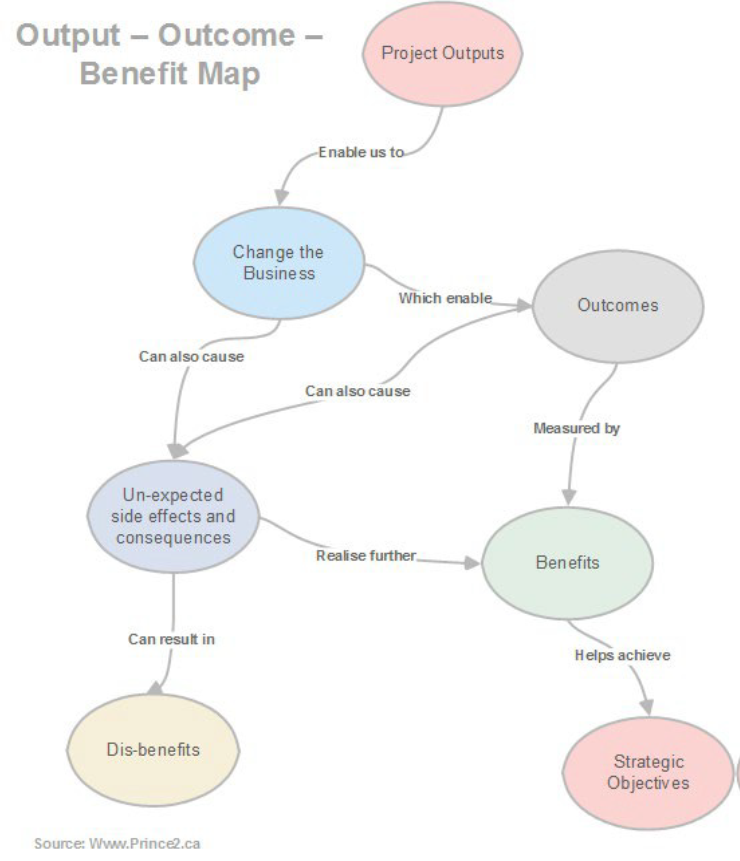 Output – Outcome –
Benefit Map
Project Outputs
Enable us to
Change the
Business
Which enable
Outcomes
Can also cause
Can also cause
Measured by
Un-expected
side effects and
consequences
Realise further
Benefits
Can result in
Helps achieve
Dis-benefits
Strategic
Objectives
Source: Www.Prince2.ca